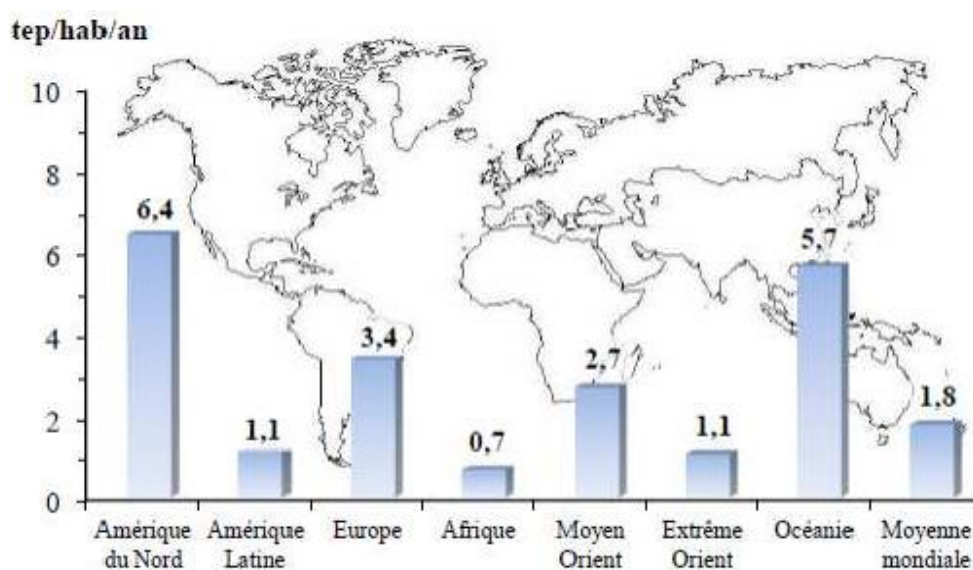 tep/hab/an
10
8
6
4
2
0
6,4
1,1
3,4
0,7
2,7
1,1
5,7
1,8
Amérique
du Nord
Amérique
Latine
Europe
Afrique
Moyen
Orient
Extrême
Orient
Océanie
Moyenne
mondiale